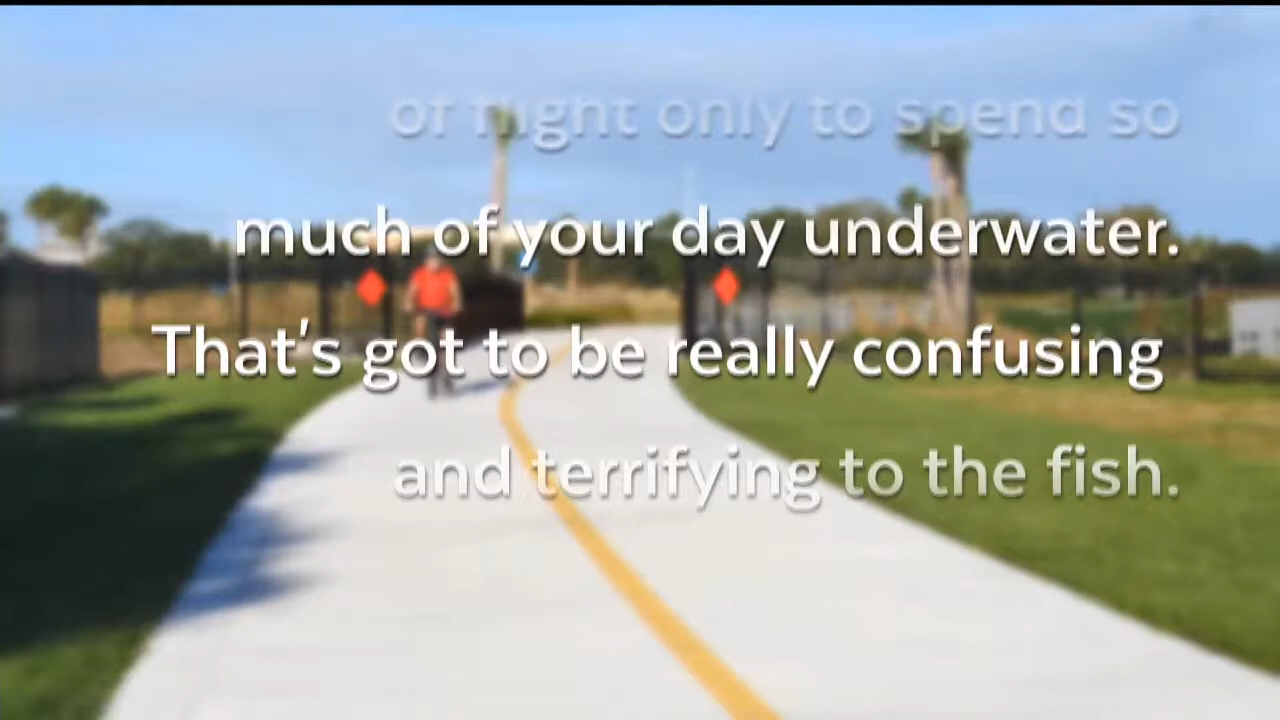 of flight only to spend so
much of your day underwater.
That's got to be really confusing
and terrifying to the fish.